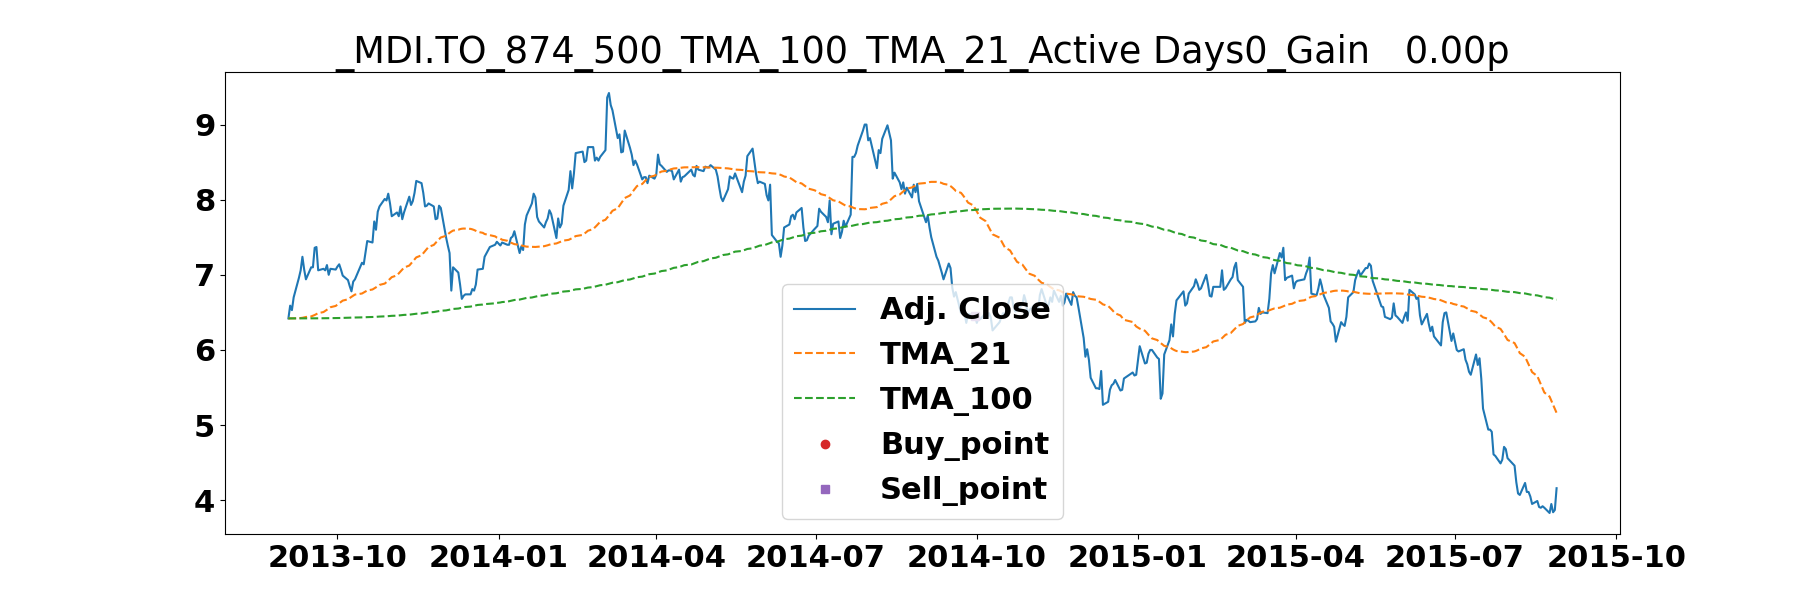 _MDI.TO_874_500_TMA_100_TMA_21_Active Days0_Gain   0.00p
9
8
7
6
5
4
Adj. Close
TMA_21
TMA_100
Buy_point
Sell_point
2013-10 2014-01 2014-04 2014-07 2014-10 2015-01 2015-04 2015-07 2015-10